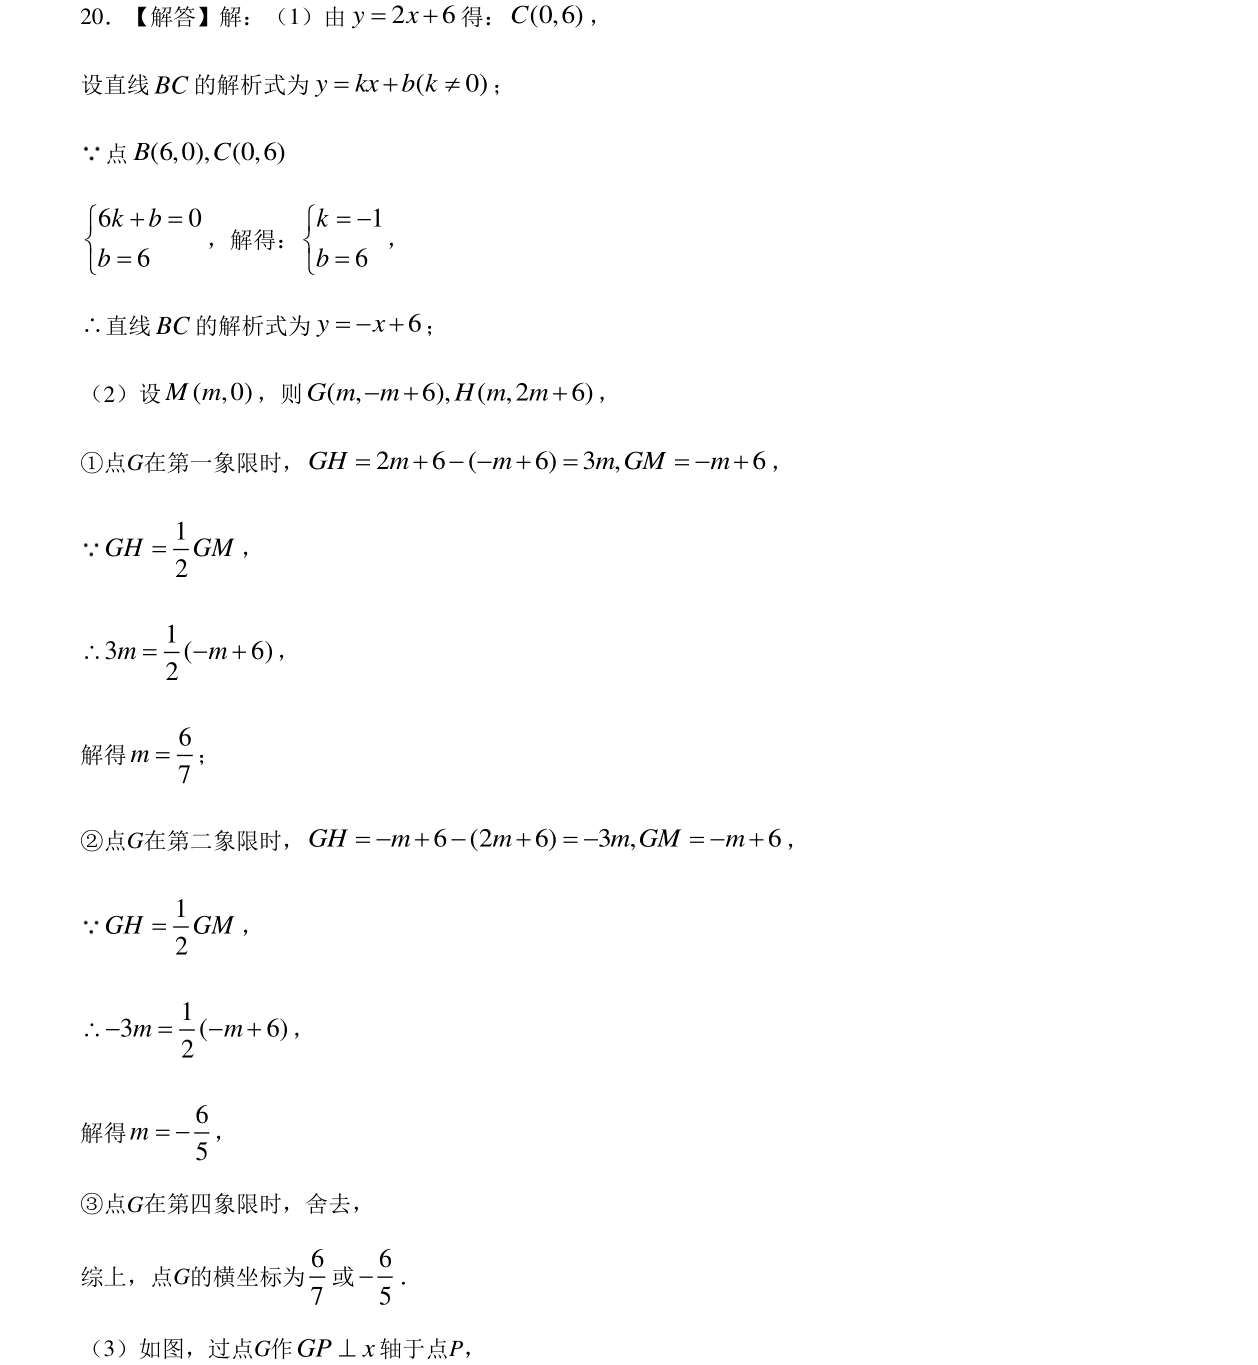 20．【解答】解：（1）由 y=2x+6 得： C(0,6)，
设直线 BC 的解析式为 y=kx+b(k≠0)；
∵点 B(6,0),C(0,6)
{6k+b=0 b=6 ，解得：{k=-1 b=6 ，
∴直线 BC 的解析式为 y=-x+6；
（2）设 M(m,0)，则 G(m,-m+6),H(m,2m+6)，
①点G在第一象限时，GH=2m+6-(-m+6)=3m,GM=-m+6，
∵GH=1/2GM，
∴3m=1/2(-m+6)，
解得 m=6/7；
②点G在第二象限时，GH=-m+6-(2m+6)=-3m,GM=-m+6，
∵GH=1/2GM，
∴-3m=1/2(-m+6)，
解得 m=-6/5，
③点G在第四象限时，舍去，
综上，点G的横坐标为 6/7 或 -6/5．
（3）如图，过点G作 GP⊥x 轴于点P，